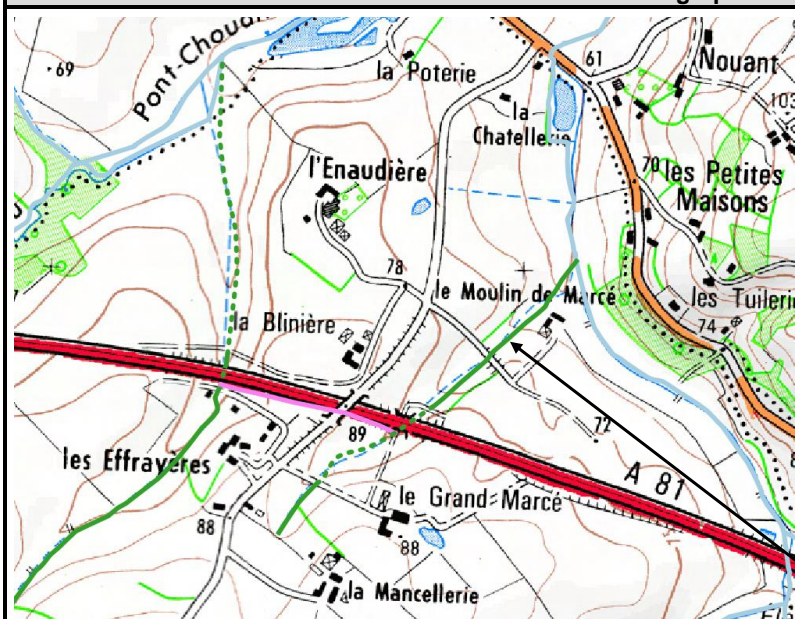 Pont-Chouan
69
la Poterie
61
Nouant
103
la
Chatellerie
l'Enaudière
70
les Petites
Maisons
78
le Moulin de Marcé
les Tuileri
la Blinière
74
72
89
les Effrayères
A 81
le Grand-Marcé
88
88
la Mancellerie